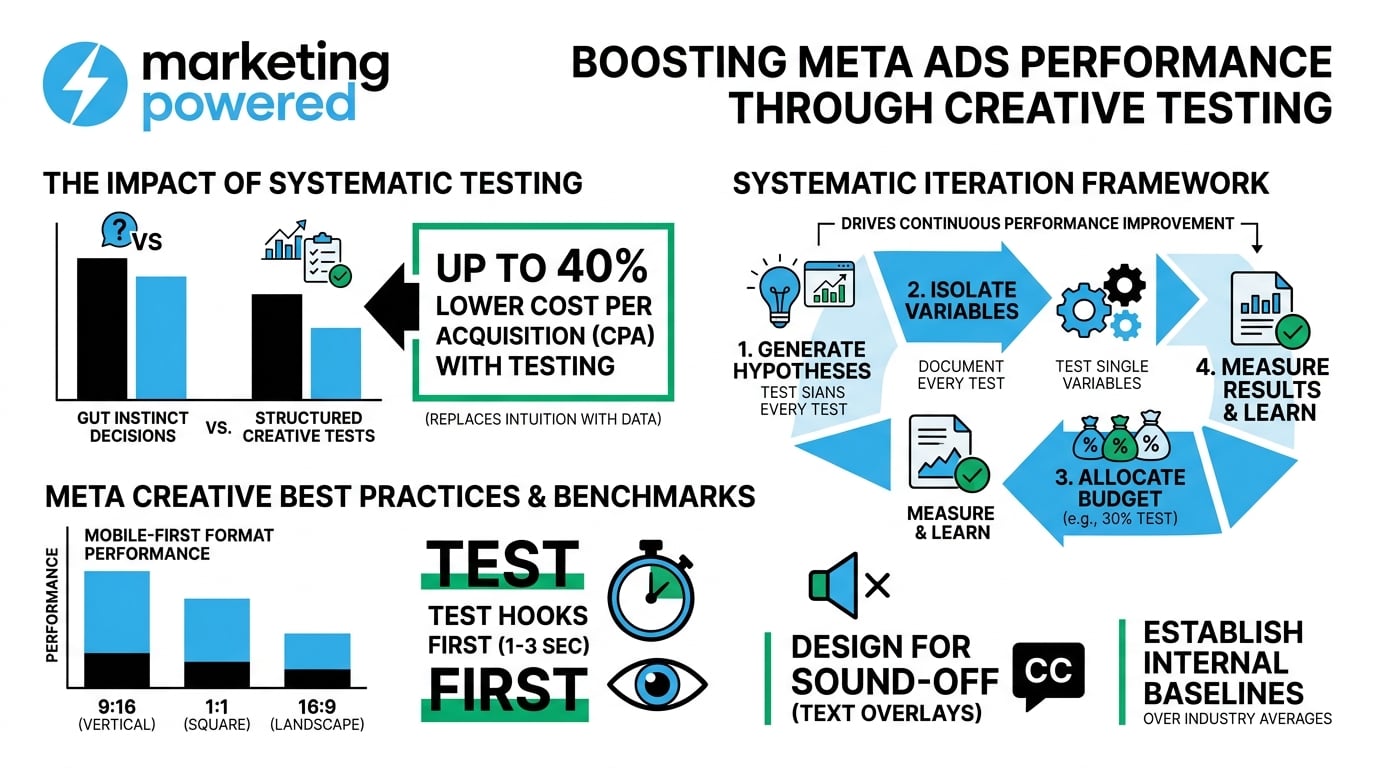 marketing
powered
BOOSTING META ADS PERFORMANCE
THROUGH CREATIVE TESTING
THE IMPACT OF SYSTEMATIC TESTING
?
VS
GUT INSTINCT
DECISIONS
VS.
STRUCTURED
CREATIVE TESTS
UP TO 40%
LOWER COST PER
ACQUISITION (CPA)
WITH TESTING
(REPLACES INTUITION WITH DATA)
SYSTEMATIC ITERATION FRAMEWORK
DRIVES CONTINUOUS PERFORMANCE IMPROVEMENT
1. GENERATE
HYPOTHESES
TEST SIANS
EVERY TEST
2. ISOLATE
VARIABLES
DOCUMENT
EVERY TEST
TEST SINGLE
VARIABLES
4. MEASURE
RESULTS
& LEARN
% % %
3. ALLOCATE
BUDGET
(e.g., 30% TEST)
MEASURE
& LEARN
META CREATIVE BEST PRACTICES & BENCHMARKS
MOBILE-FIRST FORMAT
PERFORMANCE
PERFORMANCE
9:16
(VERTICAL)
1:1
(SQUARE)
16:9
(LANDSCAPE)
TEST
TEST HOOKS
FIRST (1-3 SEC)
FIRST
DESIGN FOR
SOUND-OFF
(TEXT OVERLAYS)
CC
ESTABLISH
INTERNAL
BASELINES
OVER INDUSTRY AVERAGES